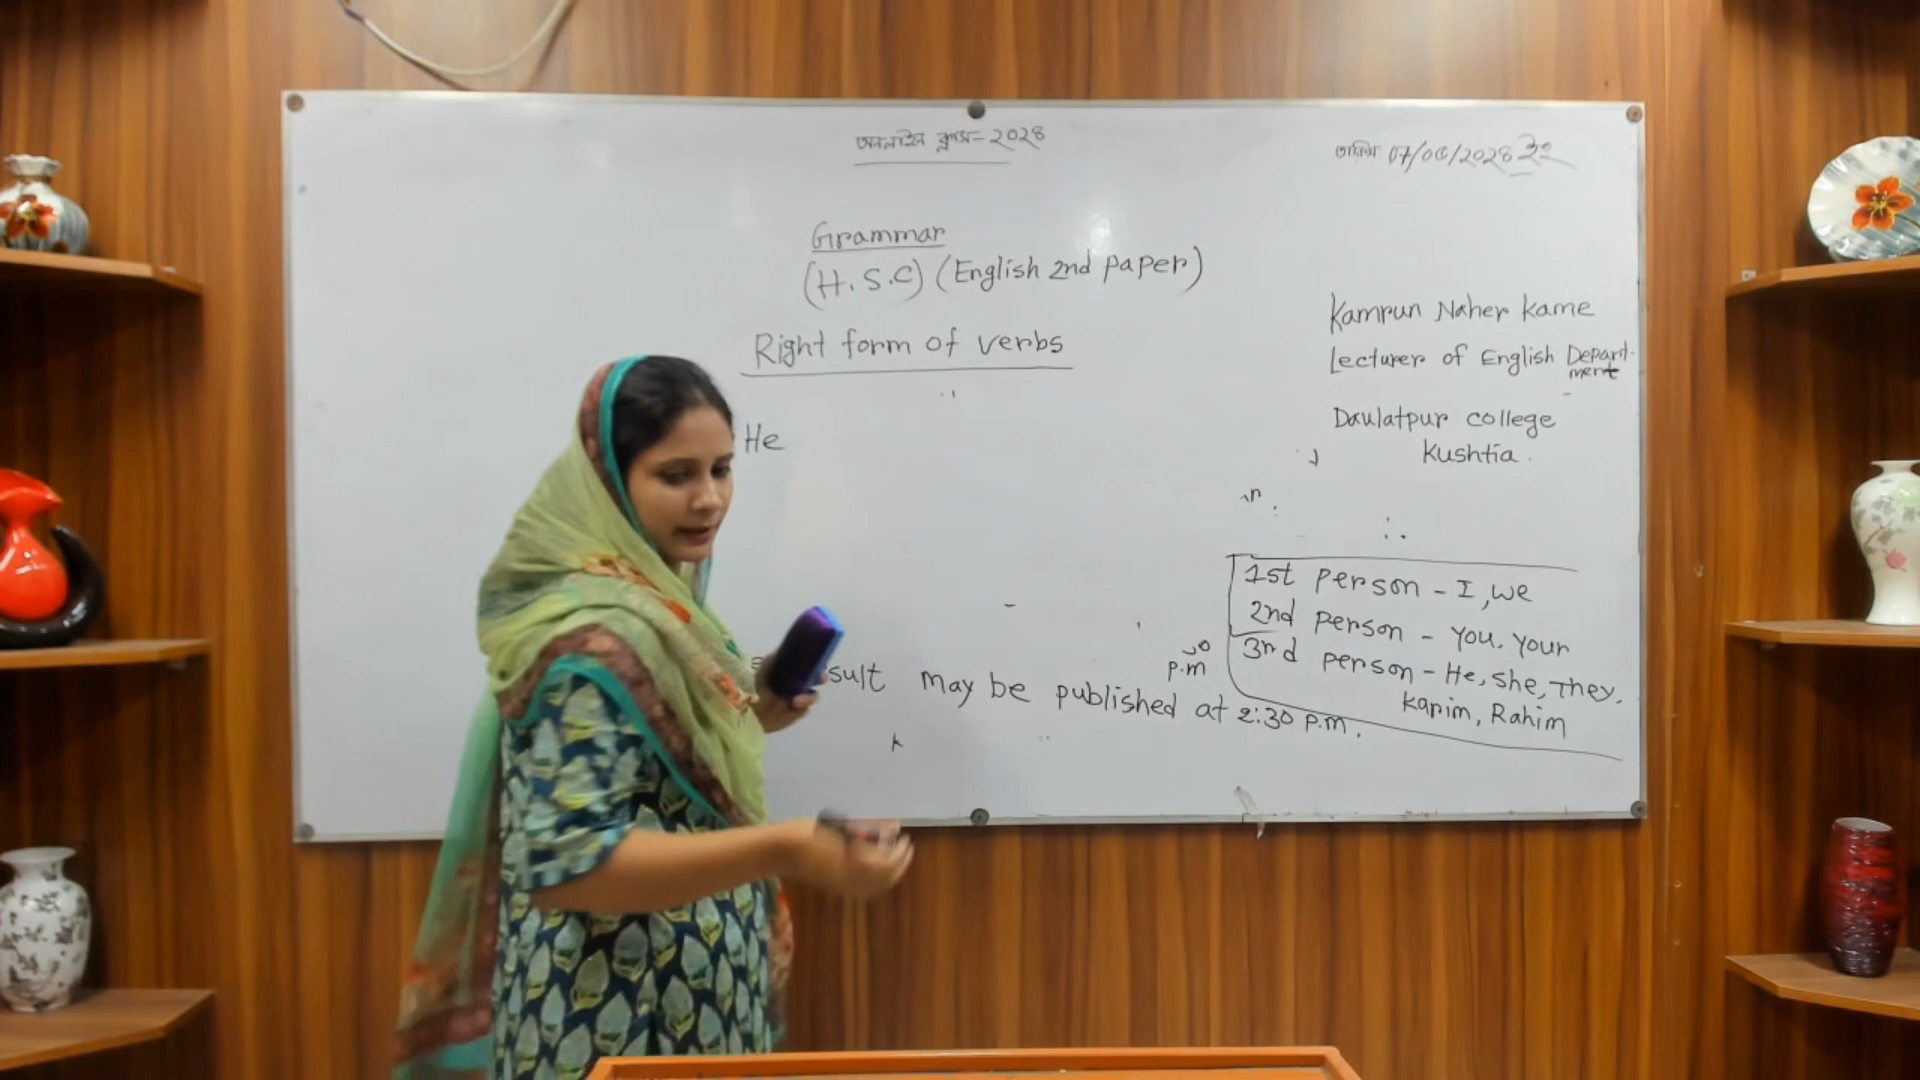 অনলাইন ক্লাস- ২০২৪
তারিখ 07/05/২০২৪ ইং
Grammar
(H.S.C) (English 2nd paper)
Right form of verbs
Kamrun Naher Kame
Lecturer of English Department
Daulatpur college
Kushtia.
He
1st person - I, we
2nd person - You, Your
3rd person - He, she, They,
Karim, Rahim
p.m
sult may be published at 2:30 p.m.